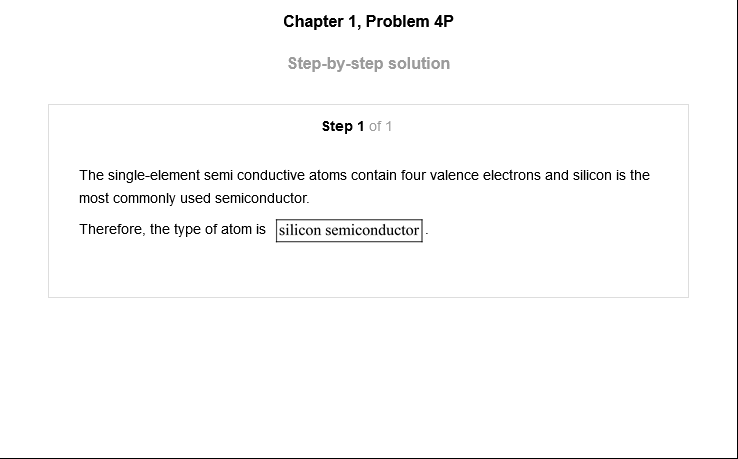 Chapter 1, Problem 4P
Step-by-step solution
Step 1 of 1
The single-element semi conductive atoms contain four valence electrons and silicon is the
most commonly used semiconductor.
Therefore, the type of atom is silicon semiconductor.